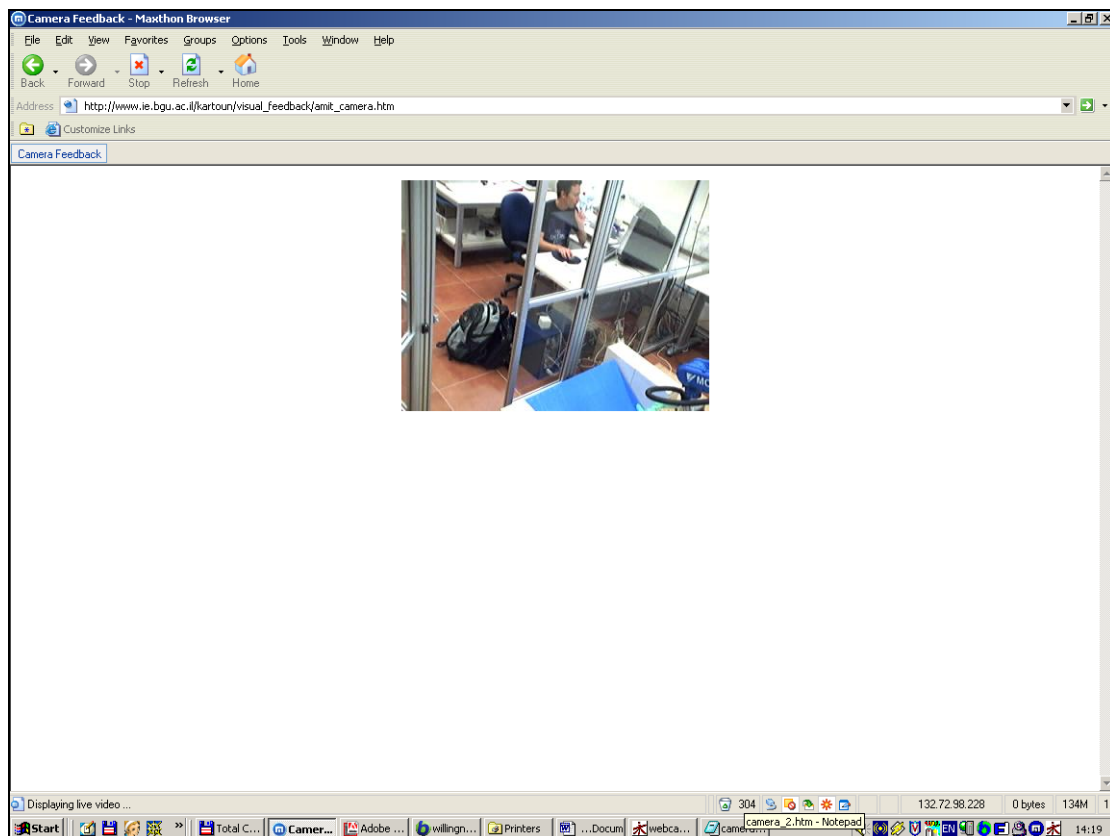 Camera Feedback - Maxthon Browser
File Edit View Favorites Groups Options Tools Window Help
Back Forward Stop Refresh Home
Address http://www.ie.bgu.ac.il/kartoun/visual_feedback/amit_camera.htm
Customize Links
Camera Feedback
Displaying live video ... 304 132.72.98.228 0 bytes 134M 1
camera_2.htm - Notepad
Start » Total C... Camer... Adobe ... willingn... Printers ...Docum webca... EN 14:19